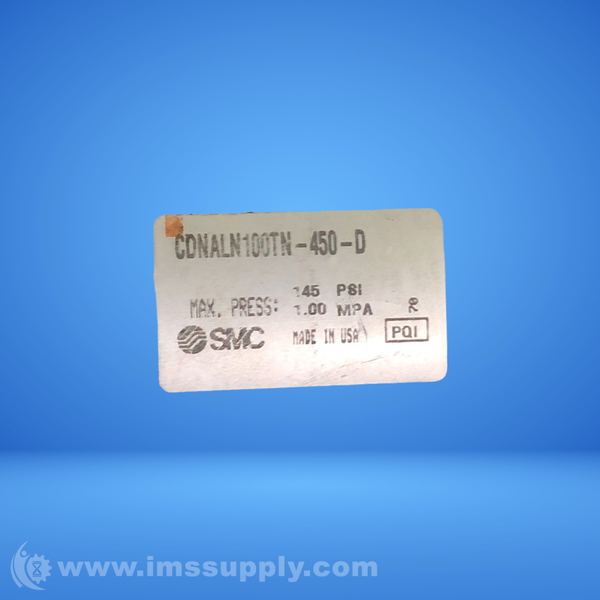 CDNALN100TN-450-D
145 PSI
MAX. PRESS: 1.00 MPA
SMC MADE IN USA PQI
www.imssupply.com